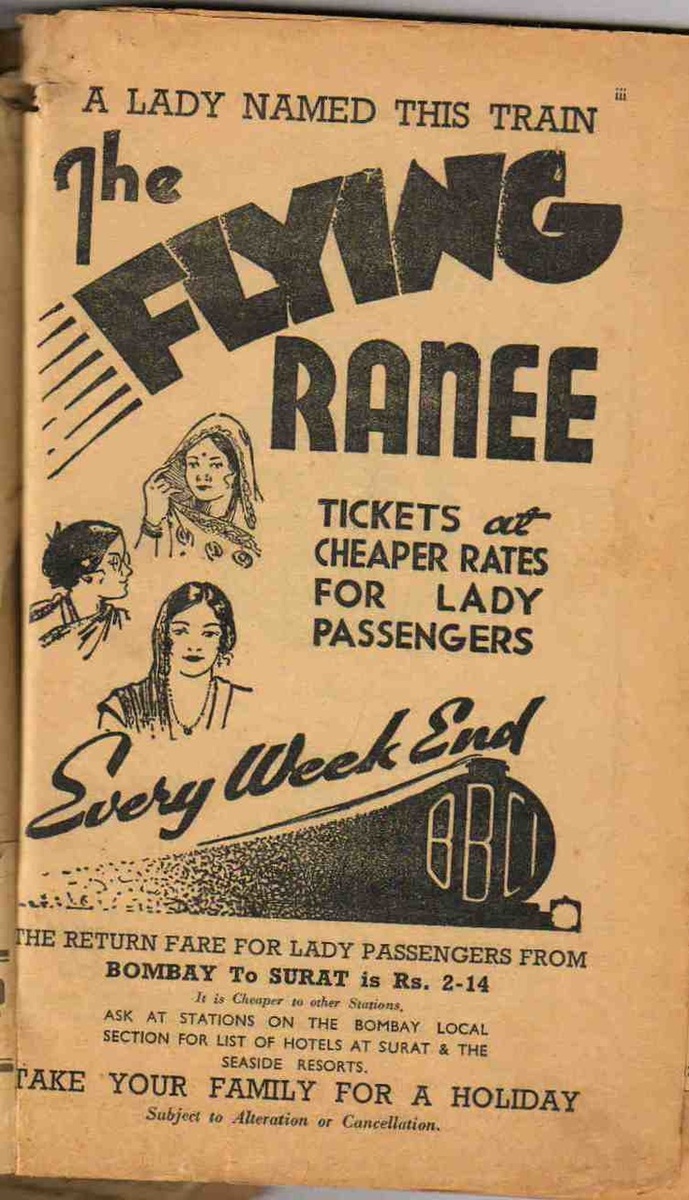 iii
A LADY NAMED THIS TRAIN
The
FLYING
RANEE
TICKETS at
CHEAPER RATES
FOR LADY
PASSENGERS
Every Week End
BBCI
THE RETURN FARE FOR LADY PASSENGERS FROM
BOMBAY To SURAT is Rs. 2-14
It is Cheaper to other Stations.
ASK AT STATIONS ON THE BOMBAY LOCAL
SECTION FOR LIST OF HOTELS AT SURAT & THE
SEASIDE RESORTS.
TAKE YOUR FAMILY FOR A HOLIDAY
Subject to Alteration or Cancellation.